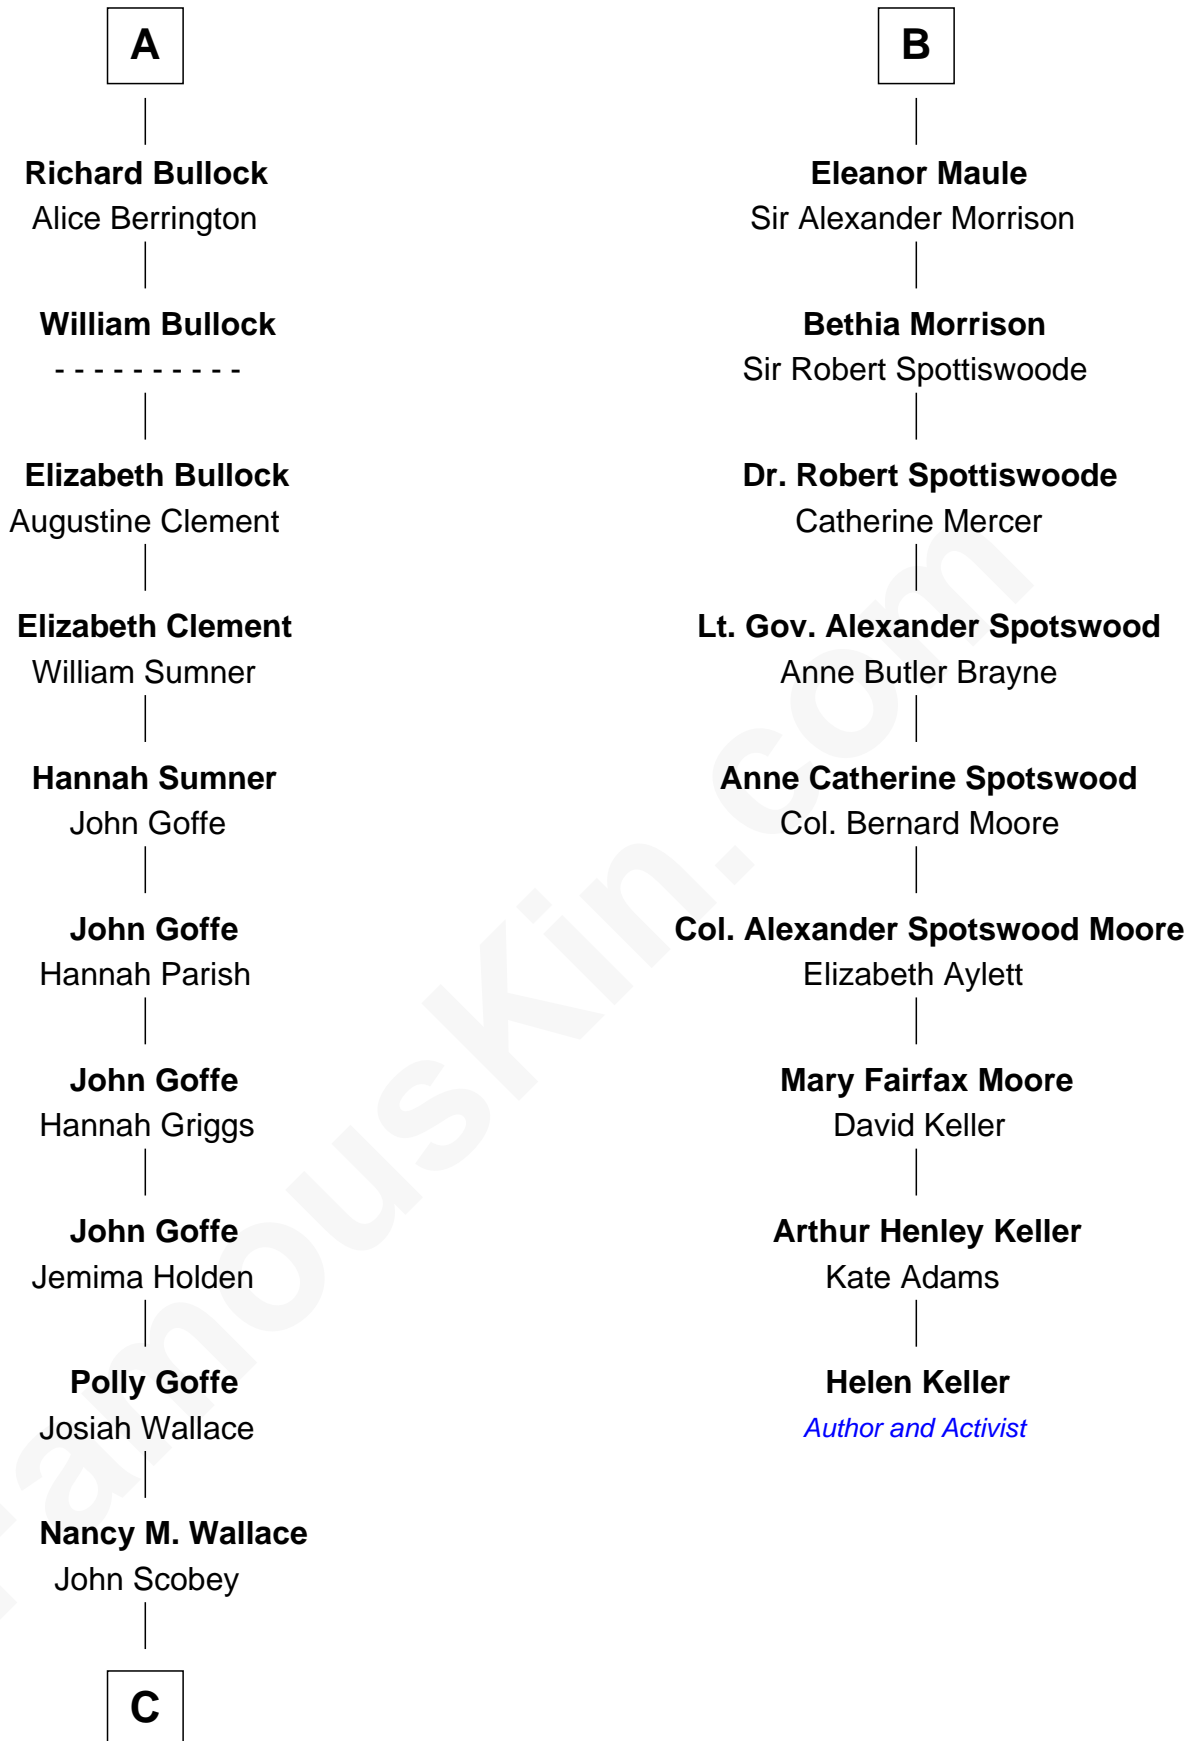 A
Richard Bullock
Alice Berrington
William Bullock
- - - - - - - - - -
Elizabeth Bullock
Augustine Clement
Elizabeth Clement
William Sumner
Hannah Sumner
John Goffe
John Goffe
Hannah Parish
John Goffe
Hannah Griggs
John Goffe
Jemima Holden
Polly Goffe
Josiah Wallace
Nancy M. Wallace
John Scobey
C
B
Eleanor Maule
Sir Alexander Morrison
Bethia Morrison
Sir Robert Spottiswoode
Dr. Robert Spottiswoode
Catherine Mercer
Lt. Gov. Alexander Spotswood
Anne Butler Brayne
Anne Catherine Spotswood
Col. Bernard Moore
Col. Alexander Spotswood Moore
Elizabeth Aylett
Mary Fairfax Moore
David Keller
Arthur Henley Keller
Kate Adams
Helen Keller
Author and Activist
FamousKin.com